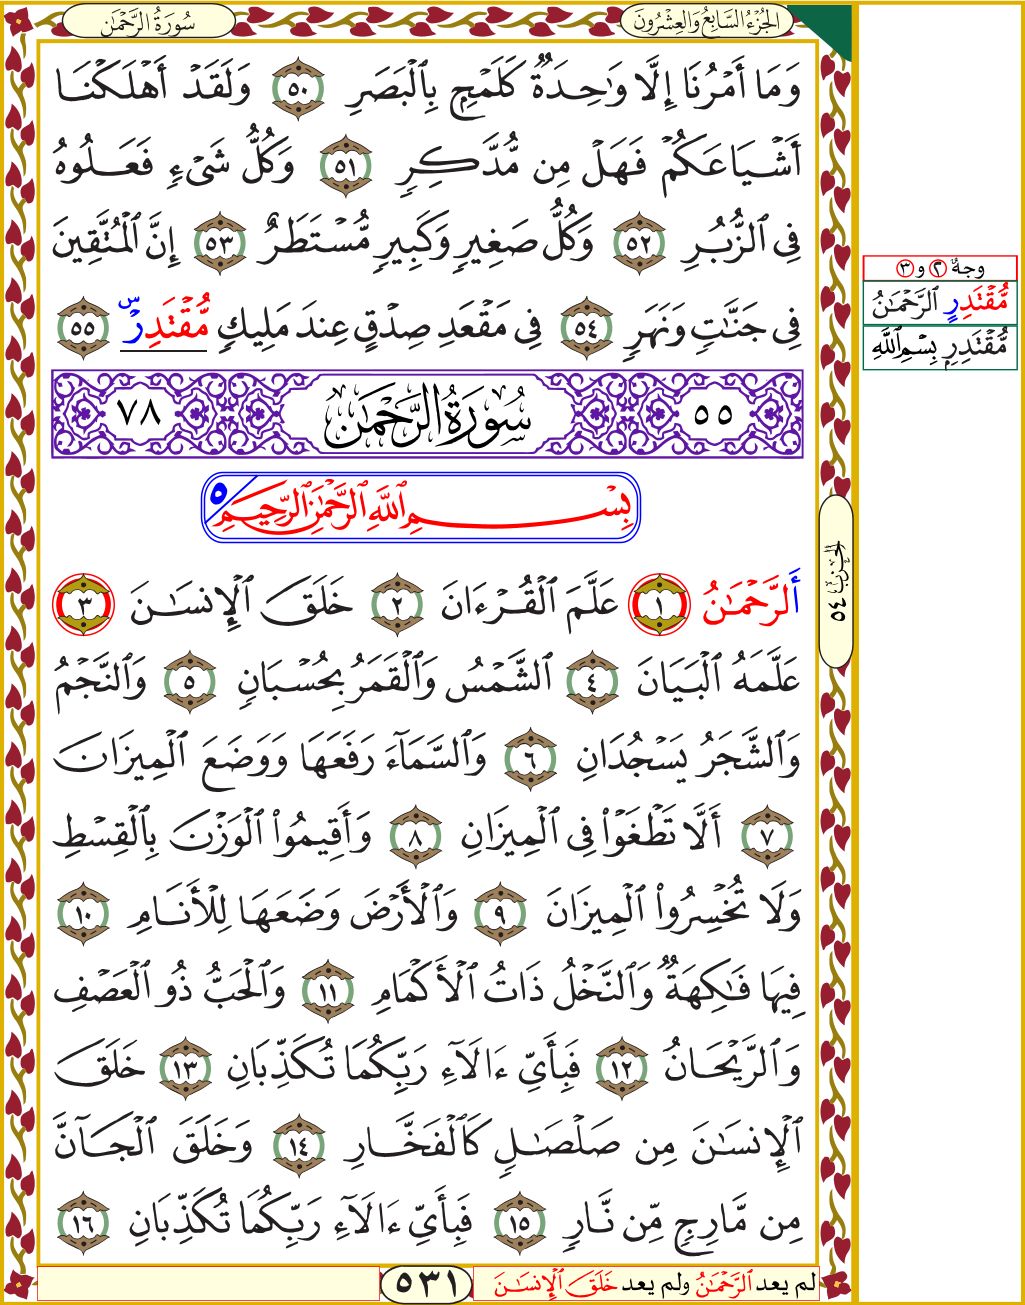 الجُزْءُ السَّابِعُ وَالعِشْرُونَ
سُورَةُ الرَّحْمَٰن
وَمَا أَمْرُنَا إِلَّا وَٰحِدَةٌ كَلَمْحٍ بِٱلْبَصَرِ ٥٠ وَلَقَدْ أَهْلَكْنَا
أَشْيَاعَكُمْ فَهَلْ مِن مُّدَّكِرٍ ٥١ وَكُلُّ شَىْءٍ فَعَلُوهُ
فِى ٱلزُّبُرِ ٥٢ وَكُلُّ صَغِيرٍ وَكَبِيرٍ مُّسْتَطَرٌ ٥٣ إِنَّ ٱلْمُتَّقِينَ
فِى جَنَّٰتٍ وَنَهَرٍ ٥٤ فِى مَقْعَدِ صِدْقٍ عِندَ مَلِيكٍ مُّقْتَدِرٍۜ ٥٥
٥٥ سُورَةُ الرَّحْمَٰن ٧٨
بِسْمِ ٱللَّهِ ٱلرَّحْمَٰنِ ٱلرَّحِيمِ ٥
أَلرَّحْمَٰنُ ١ عَلَّمَ ٱلْقُرْءَانَ ٢ خَلَقَ ٱلْإِنسَٰنَ ٣
عَلَّمَهُ ٱلْبَيَانَ ٤ ٱلشَّمْسُ وَٱلْقَمَرُ بِحُسْبَانٍ ٥ وَٱلنَّجْمُ
وَٱلشَّجَرُ يَسْجُدَانِ ٦ وَٱلسَّمَآءَ رَفَعَهَا وَوَضَعَ ٱلْمِيزَانَ
٧ أَلَّا تَطْغَوْا۟ فِى ٱلْمِيزَانِ ٨ وَأَقِيمُوا۟ ٱلْوَزْنَ بِٱلْقِسْطِ
وَلَا تُخْسِرُوا۟ ٱلْمِيزَانَ ٩ وَٱلْأَرْضَ وَضَعَهَا لِلْأَنَامِ ١٠
فِيهَا فَٰكِهَةٌ وَٱلنَّخْلُ ذَاتُ ٱلْأَكْمَامِ ١١ وَٱلْحَبُّ ذُو ٱلْعَصْفِ
وَٱلرَّيْحَانُ ١٢ فَبِأَىِّ ءَالَآءِ رَبِّكُمَا تُكَذِّبَانِ ١٣ خَلَقَ
ٱلْإِنسَٰنَ مِن صَلْصَٰلٍ كَٱلْفَخَّارِ ١٤ وَخَلَقَ ٱلْجَآنَّ
مِن مَّارِجٍ مِّن نَّارٍ ١٥ فَبِأَىِّ ءَالَآءِ رَبِّكُمَا تُكَذِّبَانِ ١٦
لم يعد ٱلرَّحْمَٰنُ ولم يعد خَلَقَ ٱلْإِنسَٰنَ
٥٣١
وجهٌ ٢ و ٣
مُّقْتَدِرٍ ٱلرَّحْمَٰنُ
مُّقْتَدِرِم بِسْمِ ٱللَّهِ
الحزب ٥٤